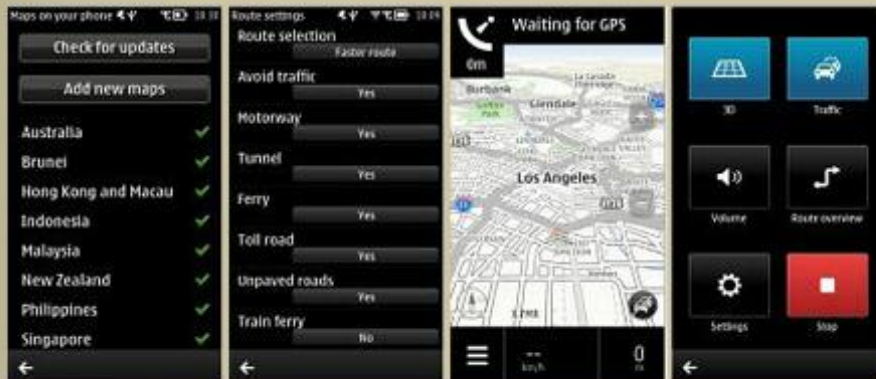 Maps on your phone
Check for updates
Add new maps
Australia
Brunei
Hong Kong and Macau
Indonesia
Malaysia
New Zealand
Philippines
Singapore
Route settings
Route selection
Faster route
Avoid traffic
Yes
Motorway
Yes
Tunnel
Yes
Ferry
Yes
Toll road
Yes
Unpaved roads
Yes
Train ferry
No
Waiting for GPS
0m
Burbank
Glendale
Los Angeles
--
km/h
0
m
3D
Traffic
Volume
Route overview
Settings
Stop